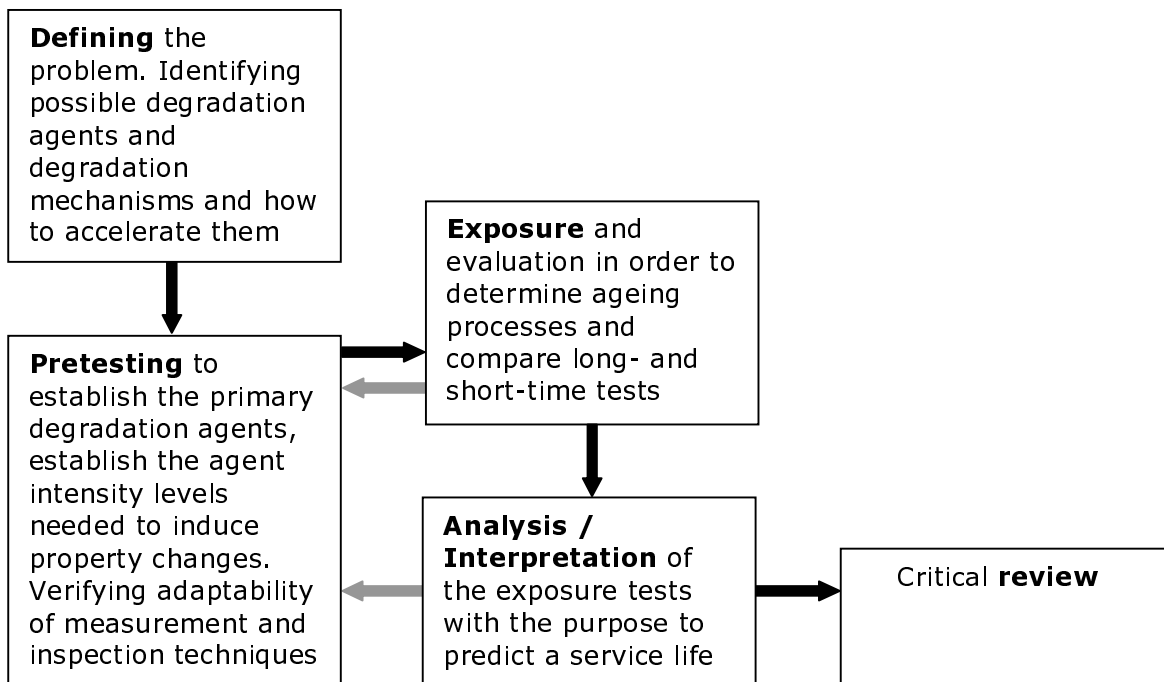 Defining the
problem. Identifying
possible degradation
agents and
degradation
mechanisms and how
to accelerate them
Pretesting to
establish the primary
degradation agents,
establish the agent
intensity levels
needed to induce
property changes.
Verifying adaptability
of measurement and
inspection techniques
Exposure and
evaluation in order to
determine ageing
processes and
compare long- and
short-time tests
Analysis /
Interpretation of
the exposure tests
with the purpose to
predict a service life
Critical review